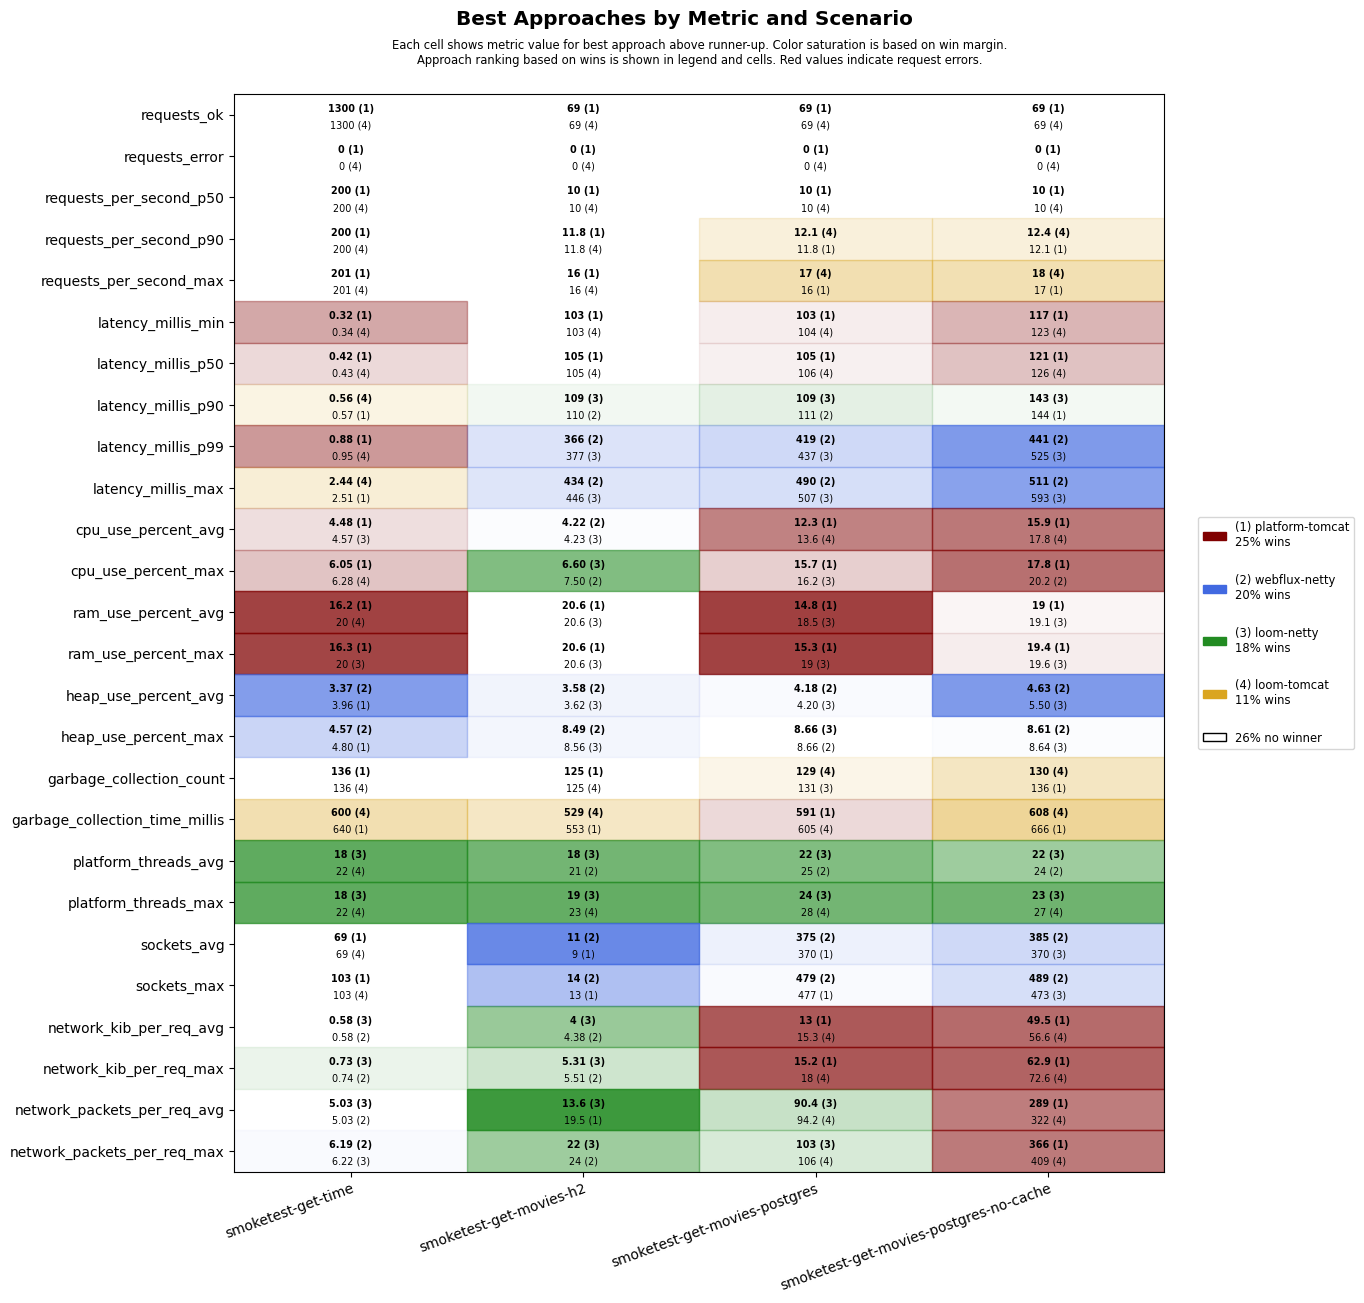 Best Approaches by Metric and Scenario
Each cell shows metric value for best approach above runner-up. Color saturation is based on win margin.
Approach ranking based on wins is shown in legend and cells. Red values indicate request errors.
requests_ok
1300 (1) 69 (1) 69 (1) 69 (1)
1300 (4) 69 (4) 69 (4) 69 (4)
requests_error
0 (1) 0 (1) 0 (1) 0 (1)
0 (4) 0 (4) 0 (4) 0 (4)
requests_per_second_p50
200 (1) 10 (1) 10 (1) 10 (1)
200 (4) 10 (4) 10 (4) 10 (4)
requests_per_second_p90
200 (1) 11.8 (1) 12.1 (4) 12.4 (4)
200 (4) 11.8 (4) 11.8 (1) 12.1 (1)
requests_per_second_max
201 (1) 16 (1) 17 (4) 18 (4)
201 (4) 16 (4) 16 (1) 17 (1)
latency_millis_min
0.32 (1) 103 (1) 103 (1) 117 (1)
0.34 (4) 103 (4) 104 (4) 123 (4)
latency_millis_p50
0.42 (1) 105 (1) 105 (1) 121 (1)
0.43 (4) 105 (4) 106 (4) 126 (4)
latency_millis_p90
0.56 (4) 109 (3) 109 (3) 143 (3)
0.57 (1) 110 (2) 111 (2) 144 (1)
latency_millis_p99
0.88 (1) 366 (2) 419 (2) 441 (2)
0.95 (4) 377 (3) 437 (3) 525 (3)
latency_millis_max
2.44 (4) 434 (2) 490 (2) 511 (2)
2.51 (1) 446 (3) 507 (3) 593 (3)
cpu_use_percent_avg
4.48 (1) 4.22 (2) 12.3 (1) 15.9 (1)
4.57 (3) 4.23 (3) 13.6 (4) 17.8 (4)
cpu_use_percent_max
6.05 (1) 6.60 (3) 15.7 (1) 17.8 (1)
6.28 (4) 7.50 (2) 16.2 (3) 20.2 (2)
ram_use_percent_avg
16.2 (1) 20.6 (1) 14.8 (1) 19 (1)
20 (4) 20.6 (3) 18.5 (3) 19.1 (3)
ram_use_percent_max
16.3 (1) 20.6 (1) 15.3 (1) 19.4 (1)
20 (3) 20.6 (3) 19 (3) 19.6 (3)
heap_use_percent_avg
3.37 (2) 3.58 (2) 4.18 (2) 4.63 (2)
3.96 (1) 3.62 (3) 4.20 (3) 5.50 (3)
heap_use_percent_max
4.57 (2) 8.49 (2) 8.66 (3) 8.61 (2)
4.80 (1) 8.56 (3) 8.66 (2) 8.64 (3)
garbage_collection_count
136 (1) 125 (1) 129 (4) 130 (4)
136 (4) 125 (4) 131 (3) 136 (1)
garbage_collection_time_millis
600 (4) 529 (4) 591 (1) 608 (4)
640 (1) 553 (1) 605 (4) 666 (1)
platform_threads_avg
18 (3) 18 (3) 22 (3) 22 (3)
22 (4) 21 (2) 25 (2) 24 (2)
platform_threads_max
18 (3) 19 (3) 24 (3) 23 (3)
22 (4) 23 (4) 28 (4) 27 (4)
sockets_avg
69 (1) 11 (2) 375 (2) 385 (2)
69 (4) 9 (1) 370 (1) 370 (3)
sockets_max
103 (1) 14 (2) 479 (2) 489 (2)
103 (4) 13 (1) 477 (1) 473 (3)
network_kib_per_req_avg
0.58 (3) 4 (3) 13 (1) 49.5 (1)
0.58 (2) 4.38 (2) 15.3 (4) 56.6 (4)
network_kib_per_req_max
0.73 (3) 5.31 (3) 15.2 (1) 62.9 (1)
0.74 (2) 5.51 (2) 18 (4) 72.6 (4)
network_packets_per_req_avg
5.03 (3) 13.6 (3) 90.4 (3) 289 (1)
5.03 (2) 19.5 (1) 94.2 (4) 322 (4)
network_packets_per_req_max
6.19 (2) 22 (3) 103 (3) 366 (1)
6.22 (3) 24 (2) 106 (4) 409 (4)
smoketest-get-time
smoketest-get-movies-h2
smoketest-get-movies-postgres
smoketest-get-movies-postgres-no-cache
(1) platform-tomcat
25% wins
(2) webflux-netty
20% wins
(3) loom-netty
18% wins
(4) loom-tomcat
11% wins
26% no winner